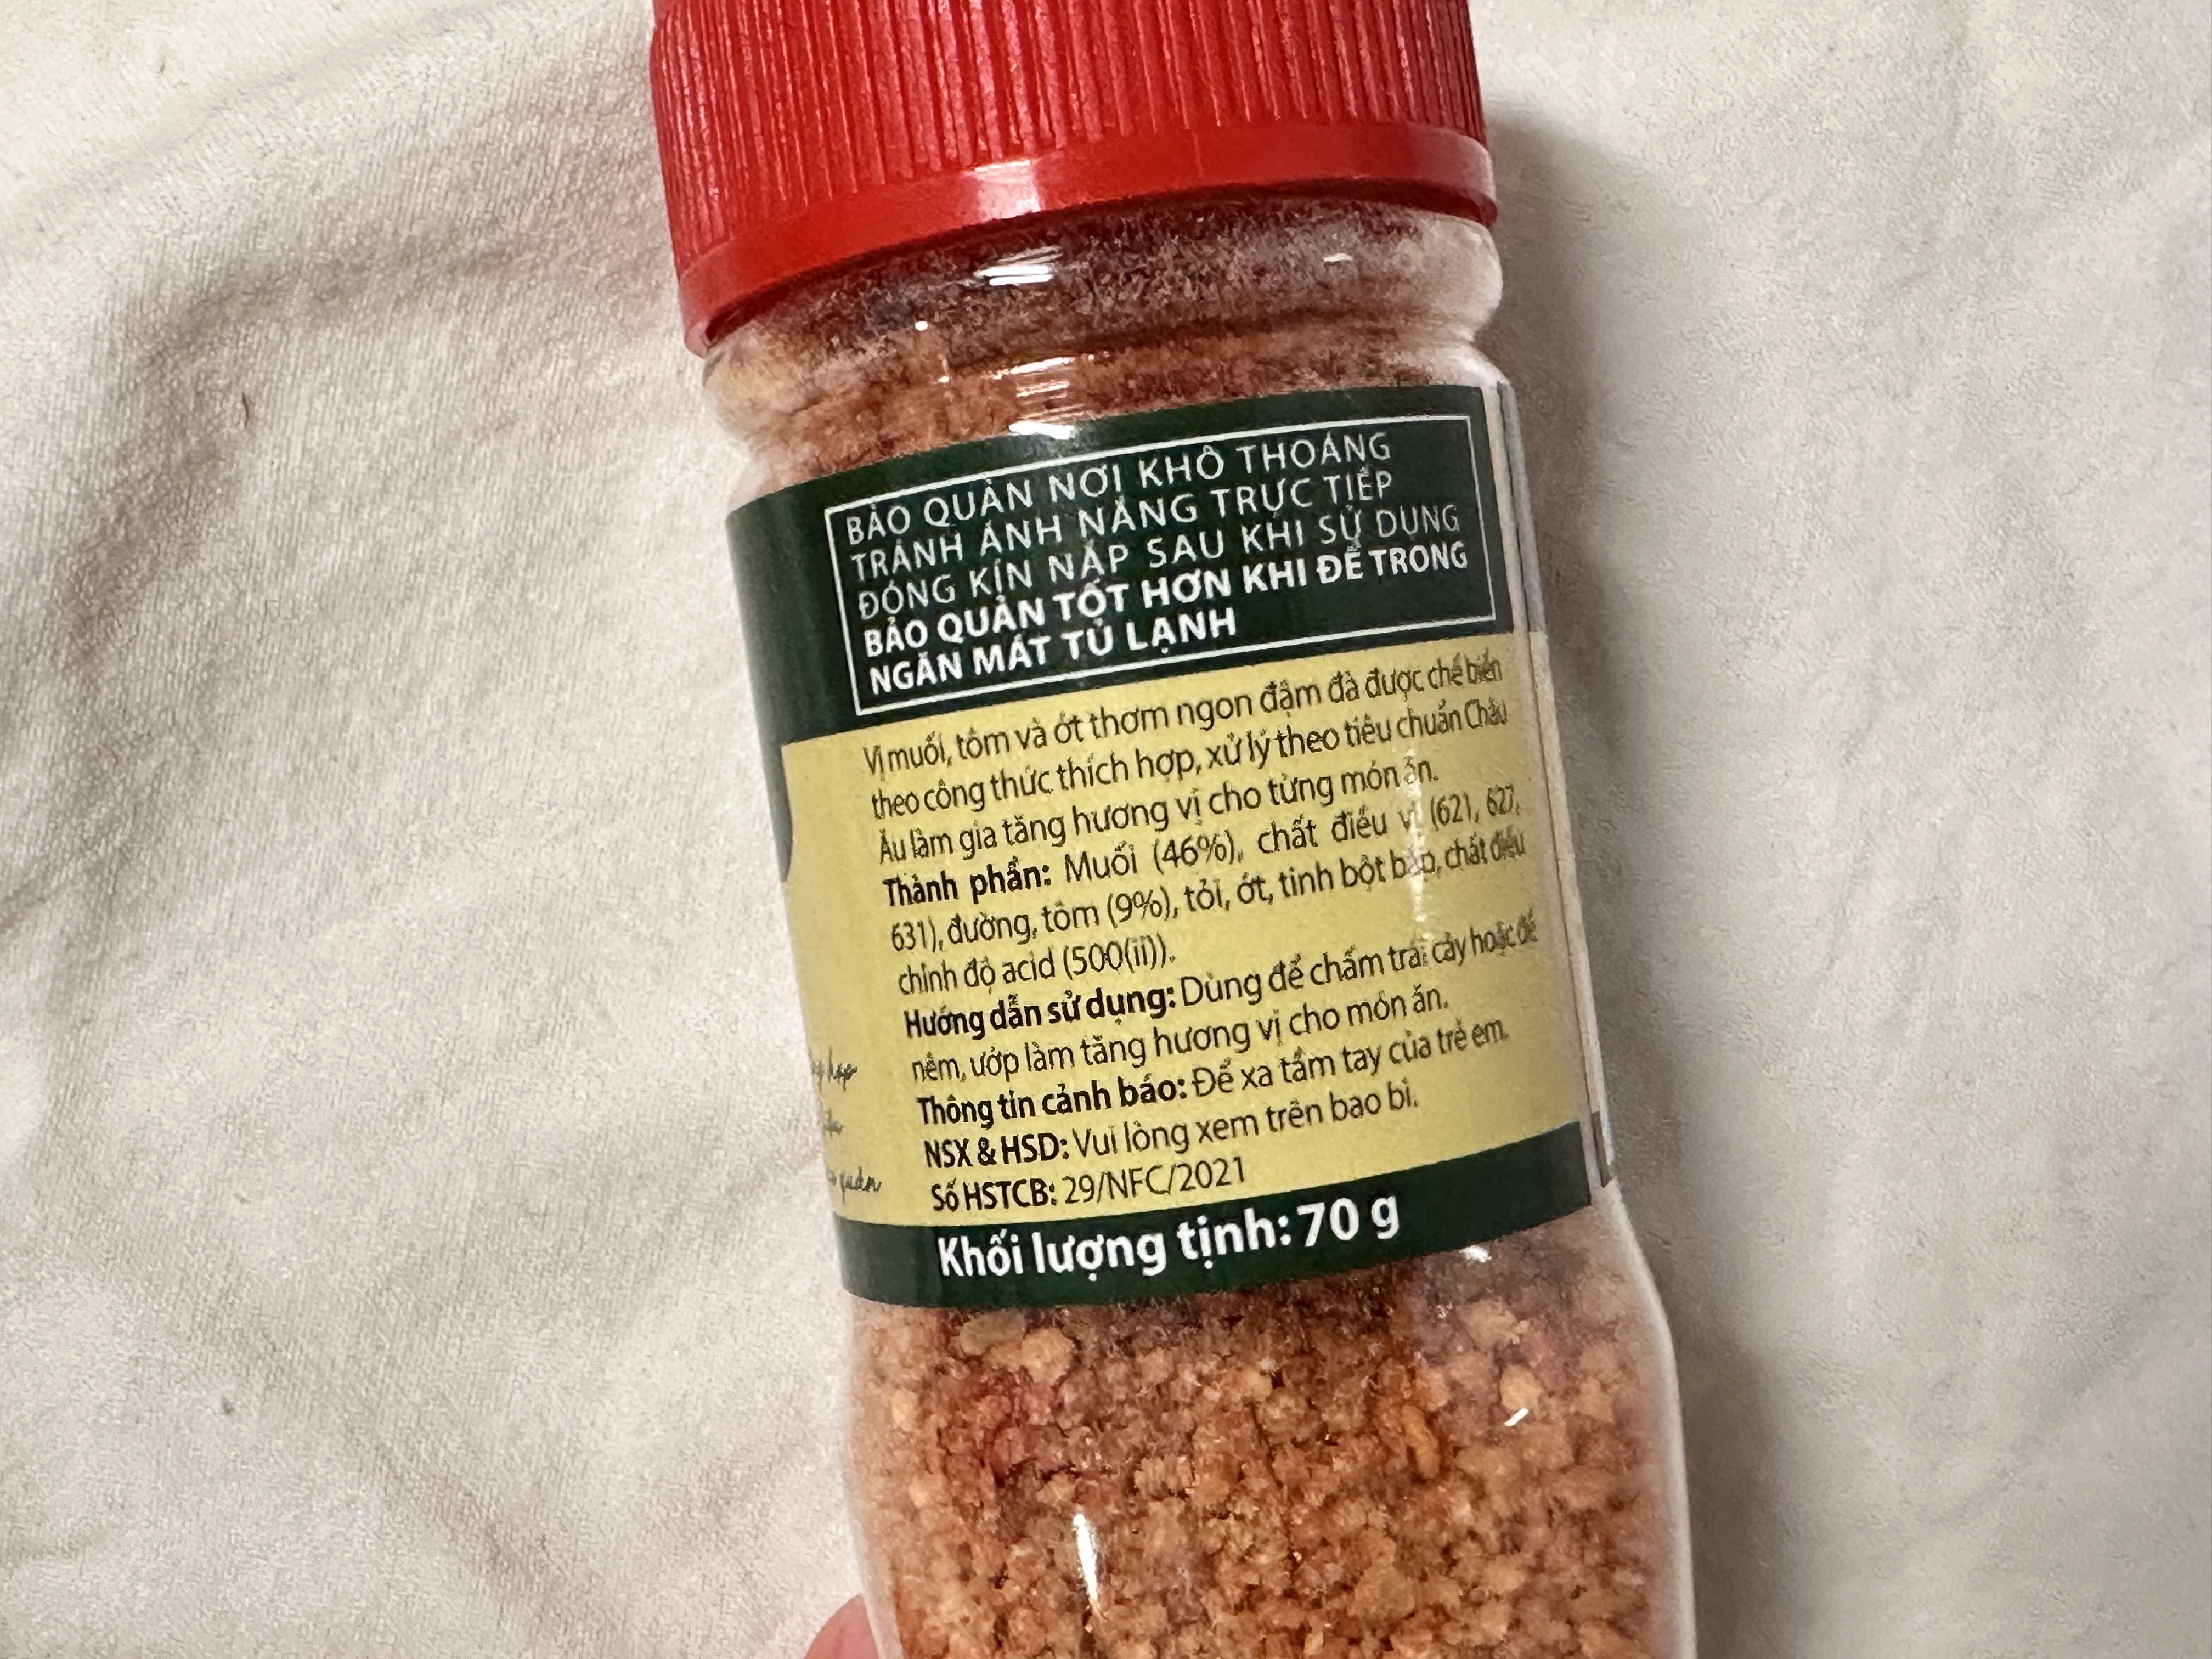 BẢO QUẢN NƠI KHÔ THOÁNG
TRÁNH ÁNH NẮNG TRỰC TIẾP
ĐÓNG KÍN NẮP SAU KHI SỬ DỤNG
BẢO QUẢN TỐT HƠN KHI ĐỂ TRONG
NGĂN MÁT TỦ LẠNH
Vị muối, tôm và ớt thơm ngon đậm đà được chế biến
theo công thức thích hợp, xử lý theo tiêu chuẩn Châu
Âu làm gia tăng hương vị cho từng món ăn.
Thành phần: Muối (46%), chất điều vị (621, 627,
631), đường, tôm (9%), tỏi, ớt, tinh bột bắp, chất điều
chỉnh độ acid (500(ii)).
Hướng dẫn sử dụng: Dùng để chấm trái cây hoặc để
nêm, ướp làm tăng hương vị cho món ăn.
Thông tin cảnh báo: Để xa tầm tay của trẻ em.
NSX & HSD: Vui lòng xem trên bao bì.
Số HSTCB: 29/NFC/2021
Khối lượng tịnh: 70 g